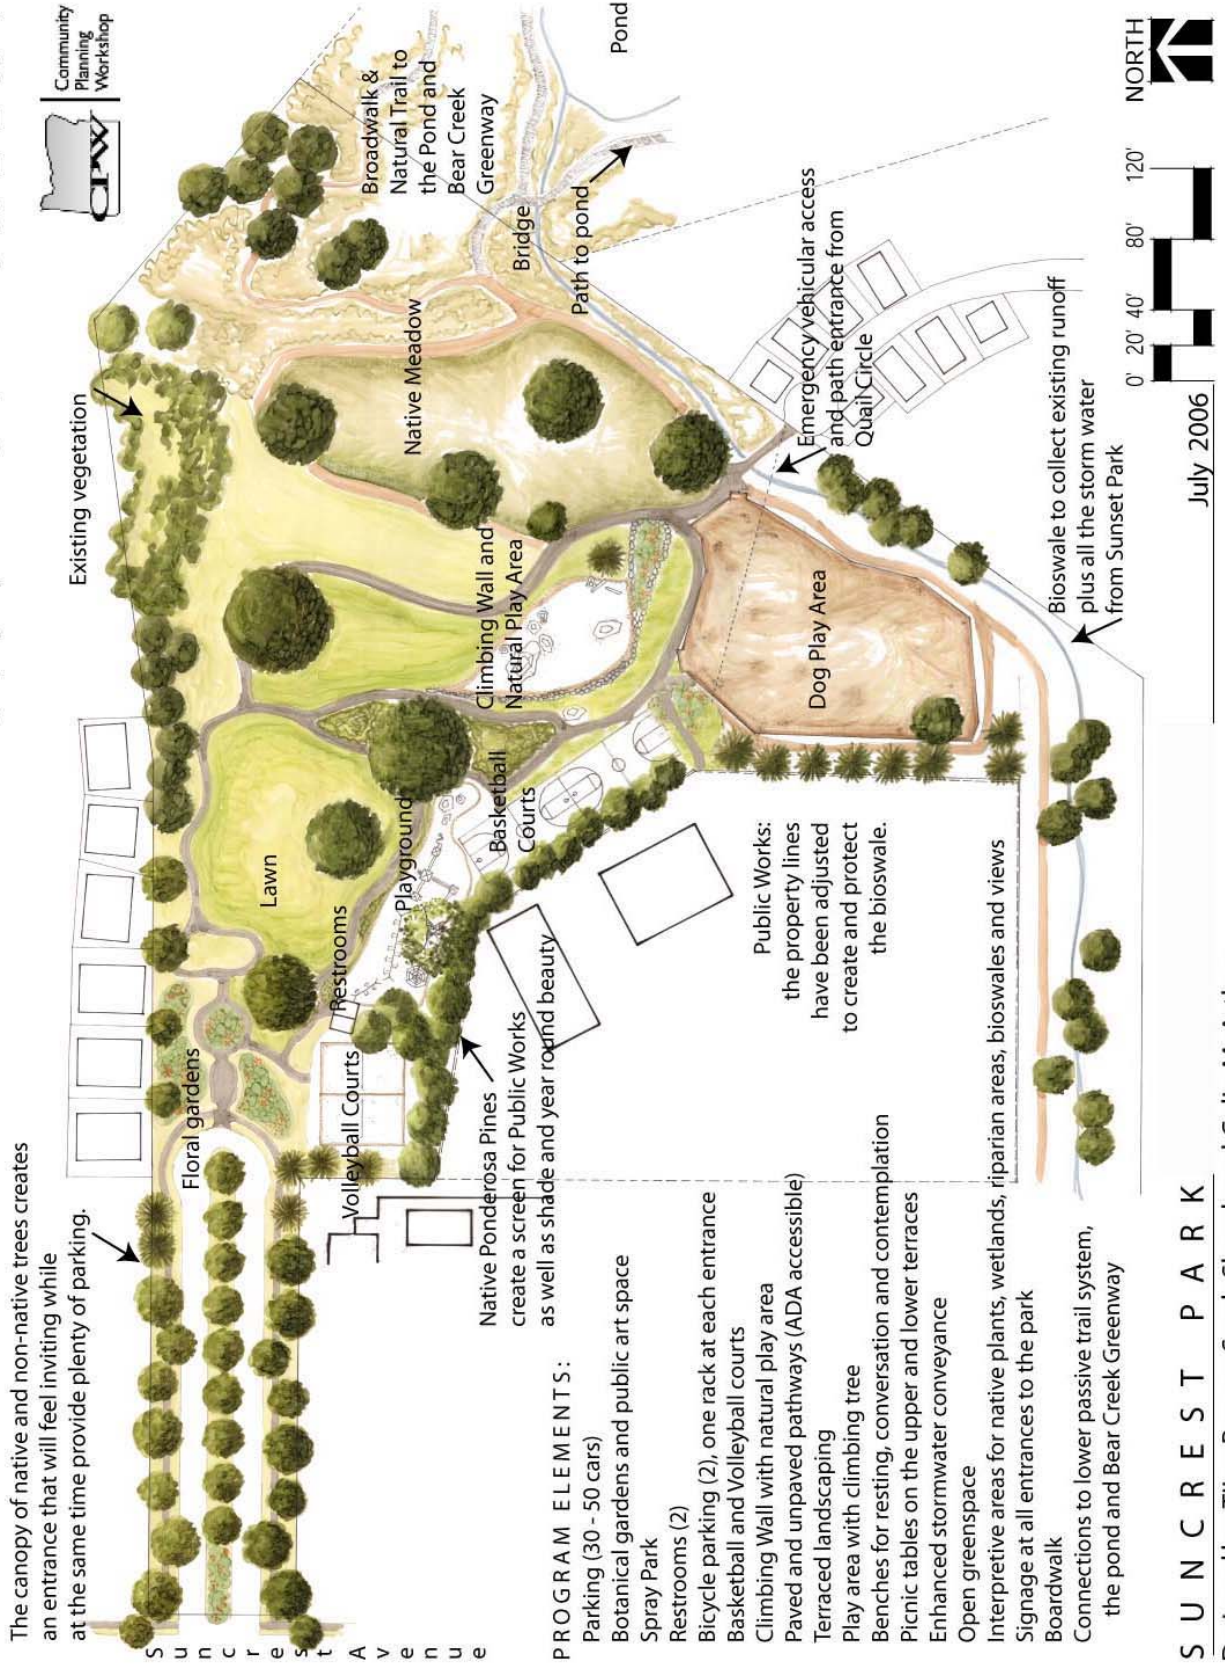 The canopy of native and non-native trees creates
an entrance that will feel inviting while
at the same time provide plenty of parking.
Existing vegetation
Community
Planning
Workshop
CPW
Suncrest Avenue
Floral gardens
Lawn
Restrooms
Volleyball Courts
Playground
Basketball
Courts
Climbing Wall and
Natural Play Area
Native Meadow
Broadwalk &
Natural Trail to
the Pond and
Bear Creek
Greenway
Bridge
Path to pond
Pond
Dog Play Area
Emergency vehicular access
and path entrance from
Quail Circle
Native Ponderosa Pines
create a screen for Public Works
as well as shade and year round beauty
Public Works:
the property lines
have been adjusted
to create and protect
the bioswale.
Bioswale to collect existing runoff
plus all the storm water
from Sunset Park
PROGRAM ELEMENTS:
Parking (30 - 50 cars)
Botanical gardens and public art space
Spray Park
Restrooms (2)
Bicycle parking (2), one rack at each entrance
Basketball and Volleyball courts
Climbing Wall with natural play area
Paved and unpaved pathways (ADA accessible)
Terraced landscaping
Play area with climbing tree
Benches for resting, conversation and contemplation
Picnic tables on the upper and lower terraces
Enhanced stormwater conveyance
Open greenspace
Interpretive areas for native plants, wetlands, riparian areas, bioswales and views
Signage at all entrances to the park
Boardwalk
Connections to lower passive trail system,
the pond and Bear Creek Greenway
SUNCREST PARK
July 2006
0' 20' 40' 80' 120'
NORTH